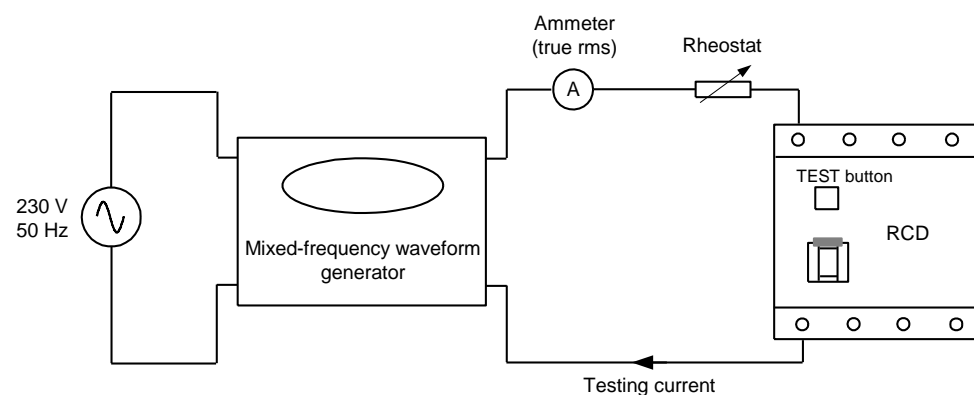 Ammeter
(true rms)
Rheostat
A
TEST button
230 V
50 Hz
RCD
Mixed-frequency waveform
generator
Testing current